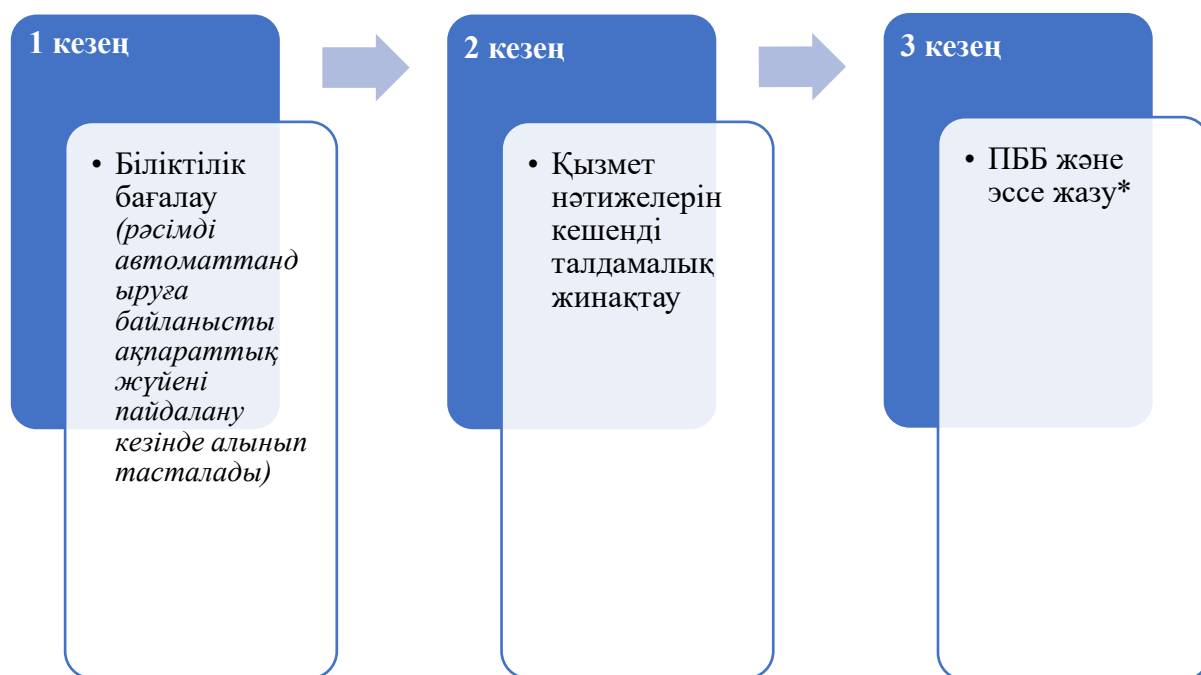 1 кезең
• Біліктілік
бағалау
(рәсімді
автоматтанд
ыруға
байланысты
ақпараттық
жүйені
пайдалану
кезінде алынып
тасталады)
2 кезең
• Қызмет
нәтижелерін
кешенді
талдамалық
жинақтау
3 кезең
• ПББ және
эссе жазу*